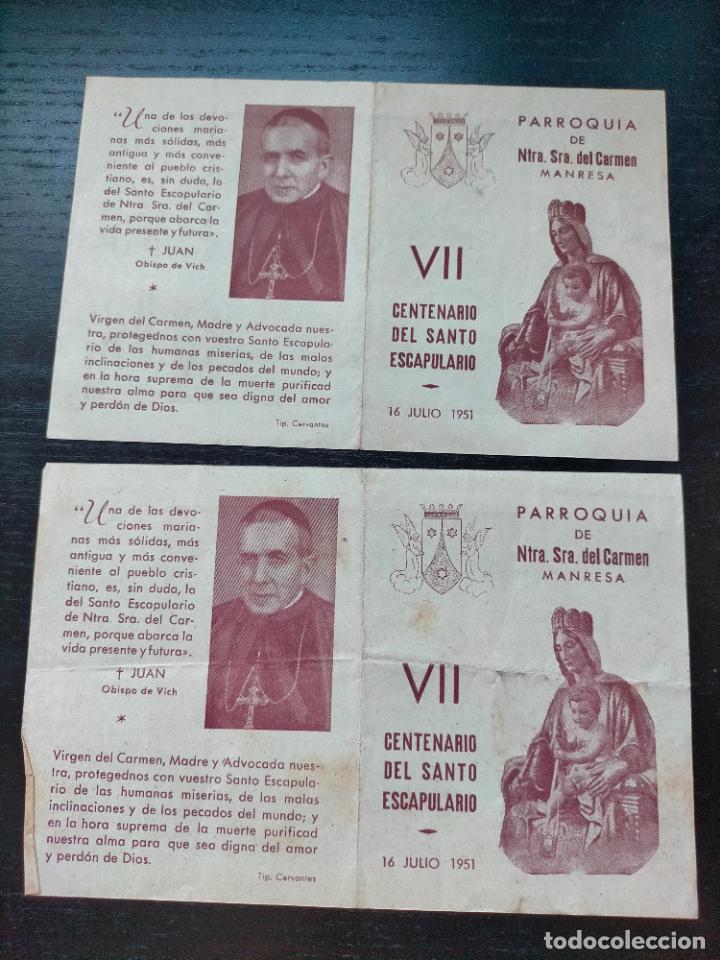 “Una de las devo-
ciones maria-
nas más sólidas, más
antigua y más conve-
niente al pueblo cris-
tiano, es, sin duda, la
del Santo Escapulario
de Ntra. Sra. del Car-
men, porque abarca la
vida presente y futura».
† JUAN
Obispo de Vich
*
Virgen del Carmen, Madre y Advocada nues-
tra, protegednos con vuestro Santo Escapula-
rio de las humanas miserias, de las malas
inclinaciones y de los pecados del mundo; y
en la hora suprema de la muerte purificad
nuestra alma para que sea digna del amor
y perdón de Dios.
Tip. Cervantes
PARROQUIA
DE
Ntra. Sra. del Carmen
MANRESA
VII
CENTENARIO
DEL SANTO
ESCAPULARIO
16 JULIO 1951
“Una de las devo-
ciones maria-
nas más sólidas, más
antigua y más conve-
niente al pueblo cris-
tiano, es, sin duda, la
del Santo Escapulario
de Ntra. Sra. del Car-
men, porque abarca la
vida presente y futura».
† JUAN
Obispo de Vich
*
Virgen del Carmen, Madre y Advocada nues-
tra, protegednos con vuestro Santo Escapula-
rio de las humanas miserias, de las malas
inclinaciones y de los pecados del mundo; y
en la hora suprema de la muerte purificad
nuestra alma para que sea digna del amor
y perdón de Dios.
Tip. Cervantes
PARROQUIA
DE
Ntra. Sra. del Carmen
MANRESA
VII
CENTENARIO
DEL SANTO
ESCAPULARIO
16 JULIO 1951
todocoleccion